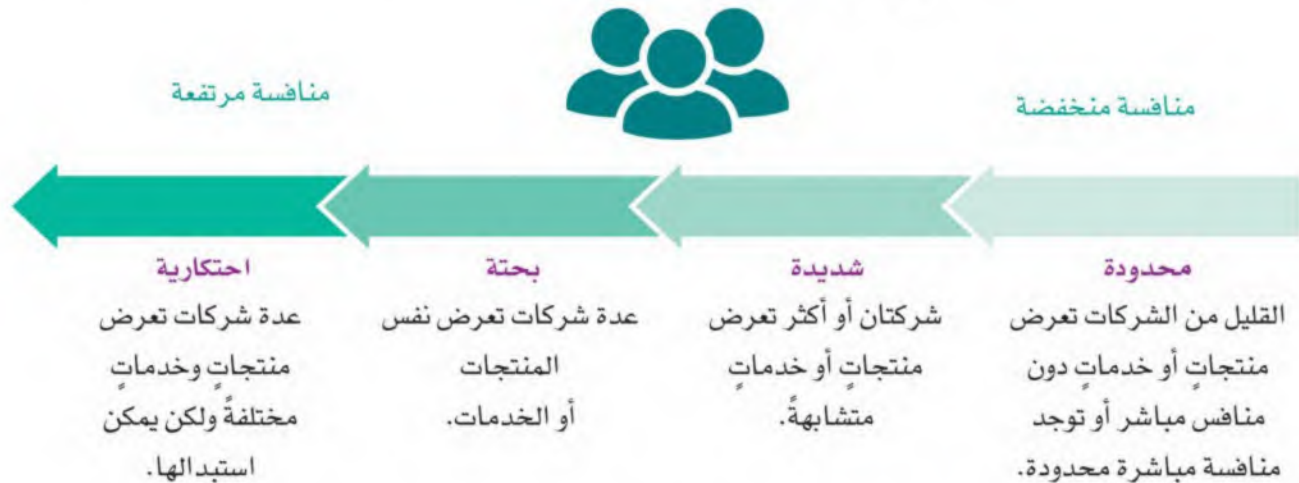 منافسة منخفضة
منافسة مرتفعة
محدودة
القليل من الشركات تعرض
منتجاتٍ أو خدماتٍ دون
منافس مباشر أو توجد
منافسة مباشرة محدودة.
شديدة
شركتان أو أكثر تعرض
منتجاتٍ أو خدماتٍ
متشابهةً.
بحتة
عدة شركات تعرض نفس
المنتجات
أو الخدمات.
احتكارية
عدة شركات تعرض
منتجاتٍ وخدماتٍ
مختلفةً ولكن يمكن
استبدالها.